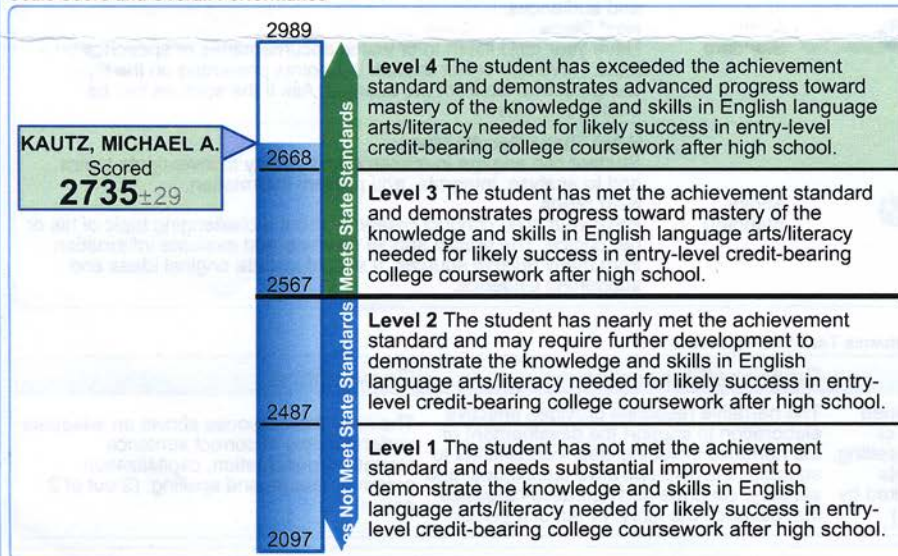 2989
Level 4 The student has exceeded the achievement
standard and demonstrates advanced progress toward
mastery of the knowledge and skills in English language
arts/literacy needed for likely success in entry-level
credit-bearing college coursework after high school.
KAUTZ, MICHAEL A.
Scored
2735±29
2668
Level 3 The student has met the achievement standard
and demonstrates progress toward mastery of the
knowledge and skills in English language arts/literacy
needed for likely success in entry-level credit-bearing
college coursework after high school.
Meets State Standards
2567
Level 2 The student has nearly met the achievement
standard and may require further development to
demonstrate the knowledge and skills in English
language arts/literacy needed for likely success in entry-
level credit-bearing college coursework after high school.
2487
Level 1 The student has not met the achievement
standard and needs substantial improvement to
demonstrate the knowledge and skills in English
language arts/literacy needed for likely success in entry-
level credit-bearing college coursework after high school.
es Not Meet State Standards
2097